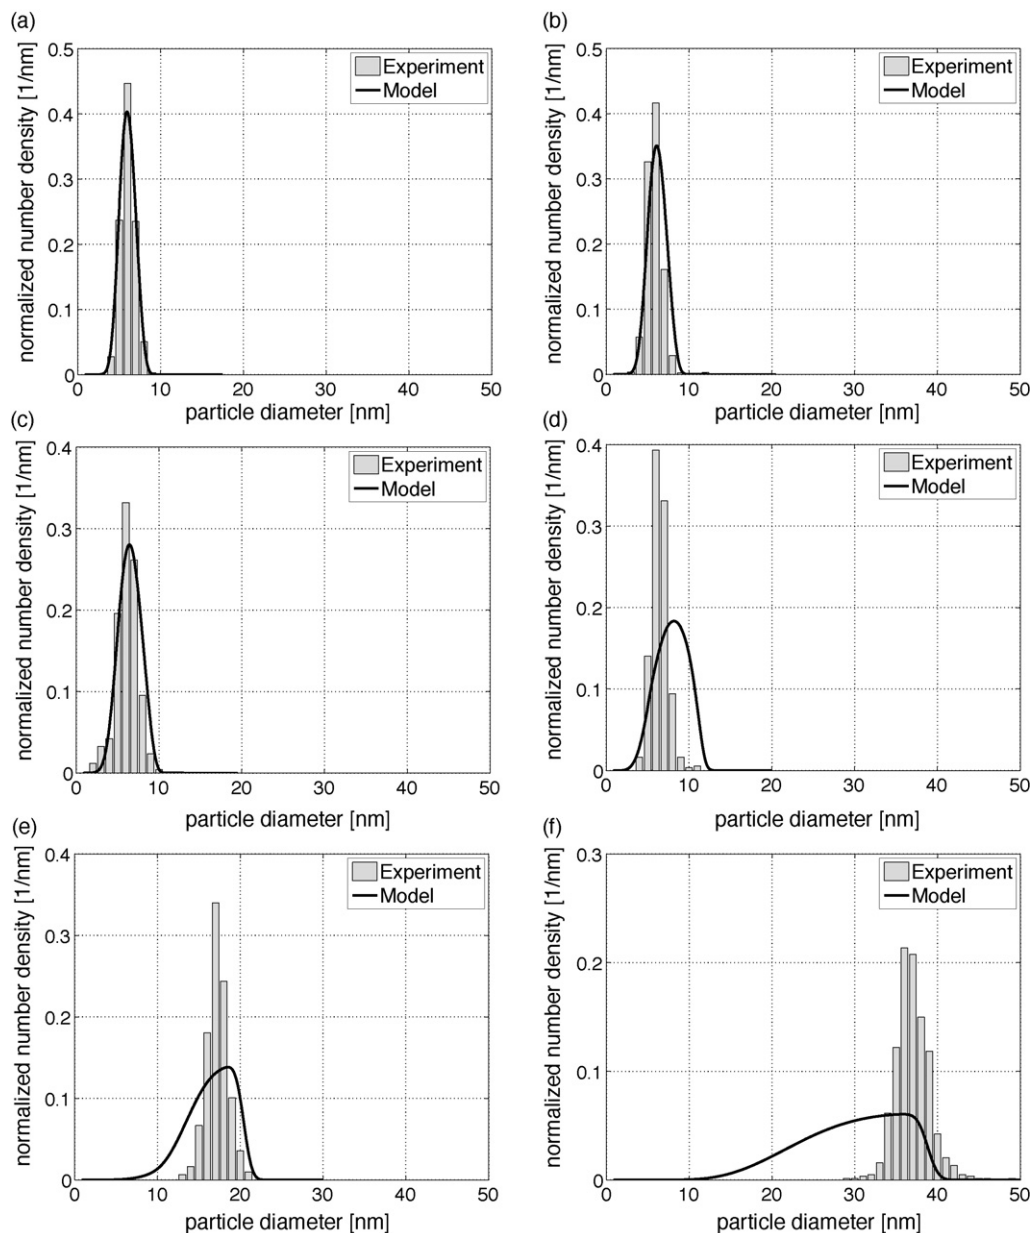 (a)
normalized number density [1/nm]
0.5
0.4
0.3
0.2
0.1
0
Experiment
Model
0 10 20 30 40 50
particle diameter [nm]
(b)
normalized number density [1/nm]
0.5
0.4
0.3
0.2
0.1
0
Experiment
Model
0 10 20 30 40 50
particle diameter [nm]
(c)
normalized number density [1/nm]
0.4
0.3
0.2
0.1
0
Experiment
Model
0 10 20 30 40 50
particle diameter [nm]
(d)
normalized number density [1/nm]
0.4
0.3
0.2
0.1
0
Experiment
Model
0 10 20 30 40 50
particle diameter [nm]
(e)
normalized number density [1/nm]
0.4
0.3
0.2
0.1
0
Experiment
Model
0 10 20 30 40 50
particle diameter [nm]
(f)
normalized number density [1/nm]
0.3
0.2
0.1
0
Experiment
Model
0 10 20 30 40 50
particle diameter [nm]